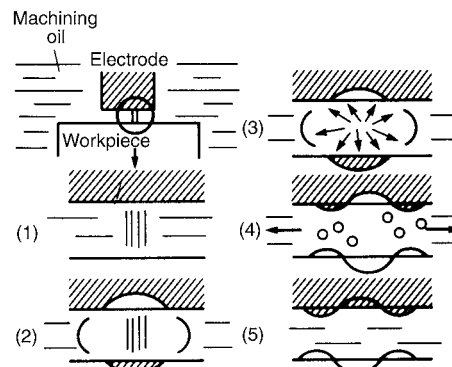 Machining
oil
Electrode
Workpiece
(1)
(2)
(3)
(4)
(5)